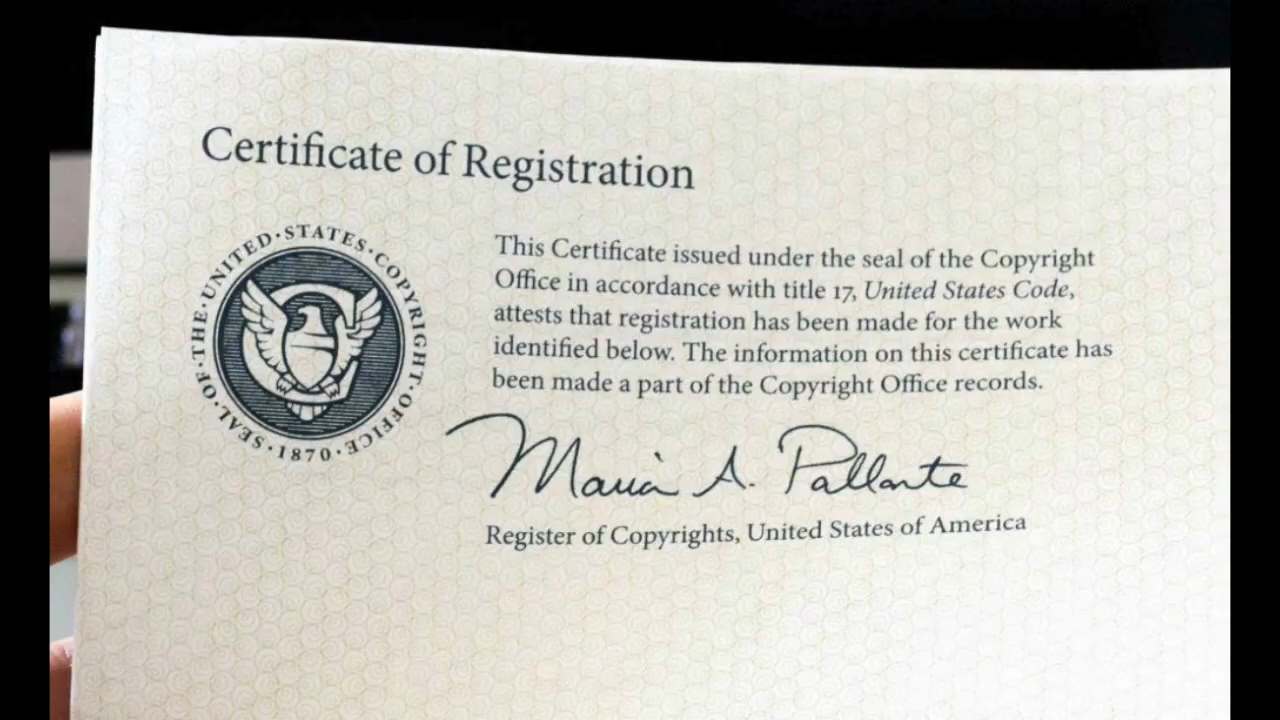 Certificate of Registration
·SEAL·OF·THE·UNITED·STATES·COPYRIGHT·OFFICE·
1870
This Certificate issued under the seal of the Copyright
Office in accordance with title 17, United States Code,
attests that registration has been made for the work
identified below. The information on this certificate has
been made a part of the Copyright Office records.
Maria A. Pallante
Register of Copyrights, United States of America